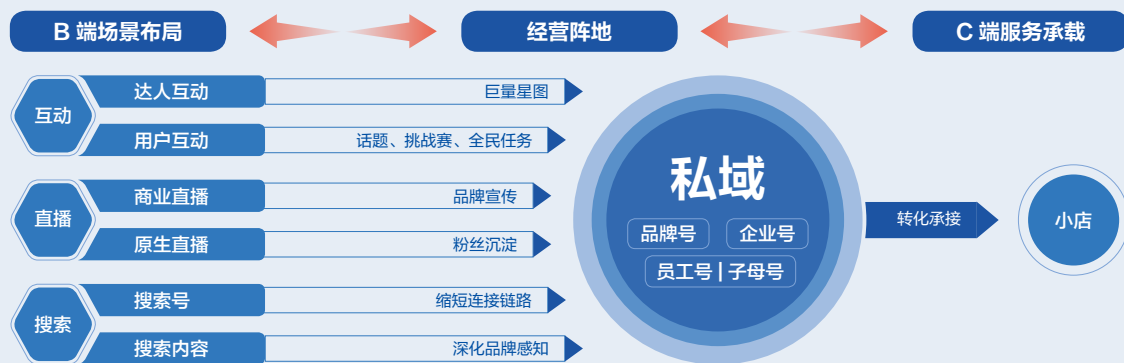 B 端场景布局
经营阵地
C 端服务承载
互动
达人互动
巨量星图
用户互动
话题、挑战赛、全民任务
直播
商业直播
品牌宣传
原生直播
粉丝沉淀
搜索
搜索号
缩短连接链路
搜索内容
深化品牌感知
私域
品牌号
企业号
员工号 | 子母号
转化承接
小店